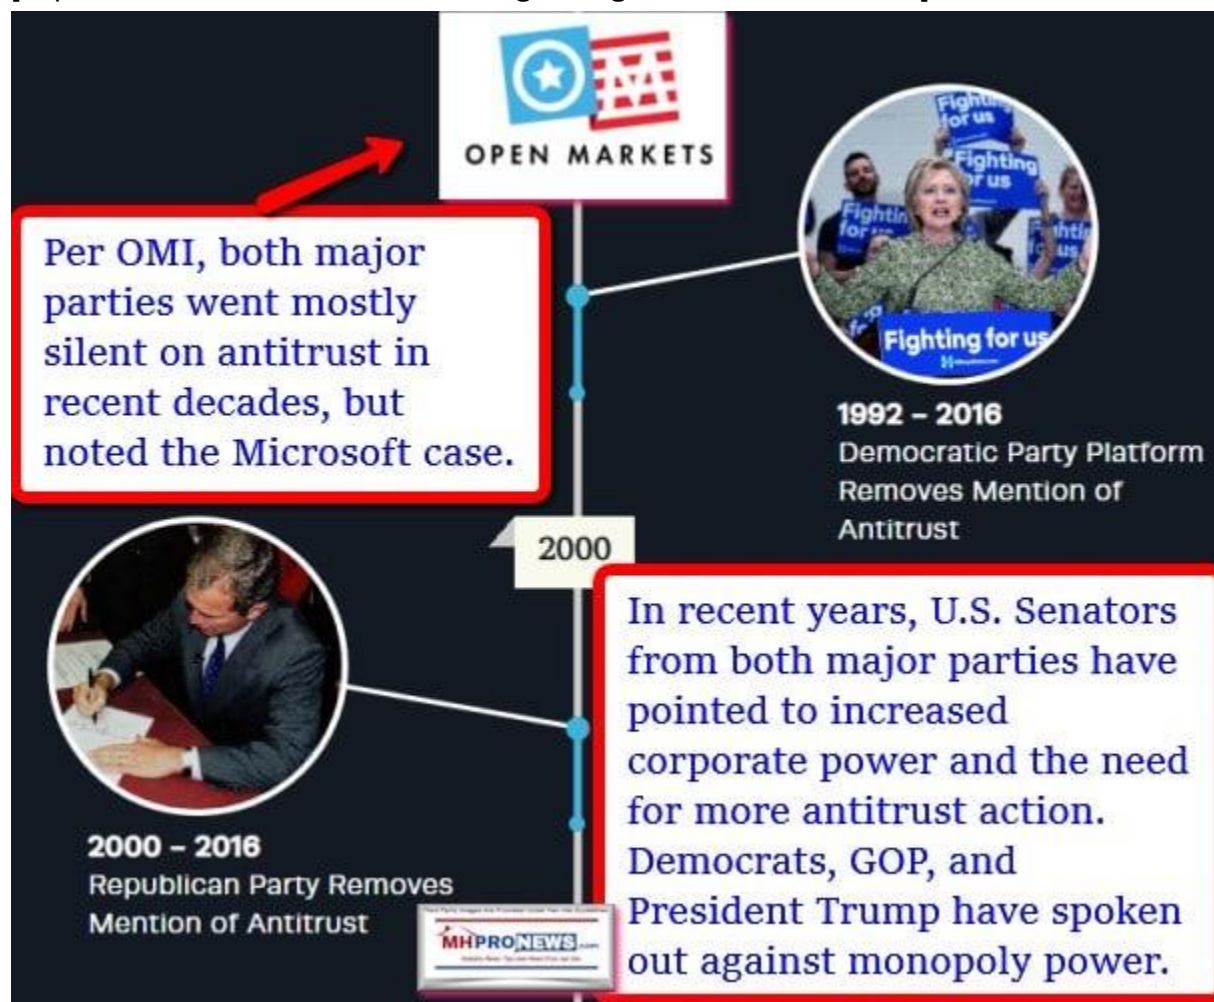 OPEN MARKETS
Per OMI, both major
parties went mostly
silent on antitrust in
recent decades, but
noted the Microsoft case.
Fighting
for us
Fighting
for us
Fighting for us
1992 – 2016
Democratic Party Platform
Removes Mention of
Antitrust
2000
2000 – 2016
Republican Party Removes
Mention of Antitrust
In recent years, U.S. Senators
from both major parties have
pointed to increased
corporate power and the need
for more antitrust action.
Democrats, GOP, and
President Trump have spoken
out against monopoly power.
MHPRONEWS.com